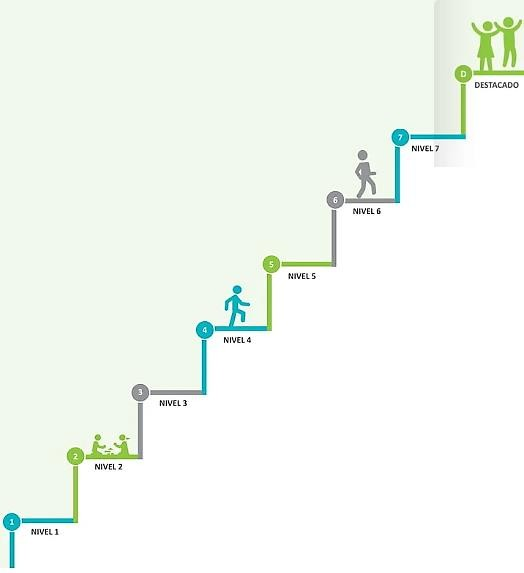 D
DESTACADO
7
NIVEL 7
6
NIVEL 6
5
NIVEL 5
4
NIVEL 4
3
NIVEL 3
2
NIVEL 2
1
NIVEL 1